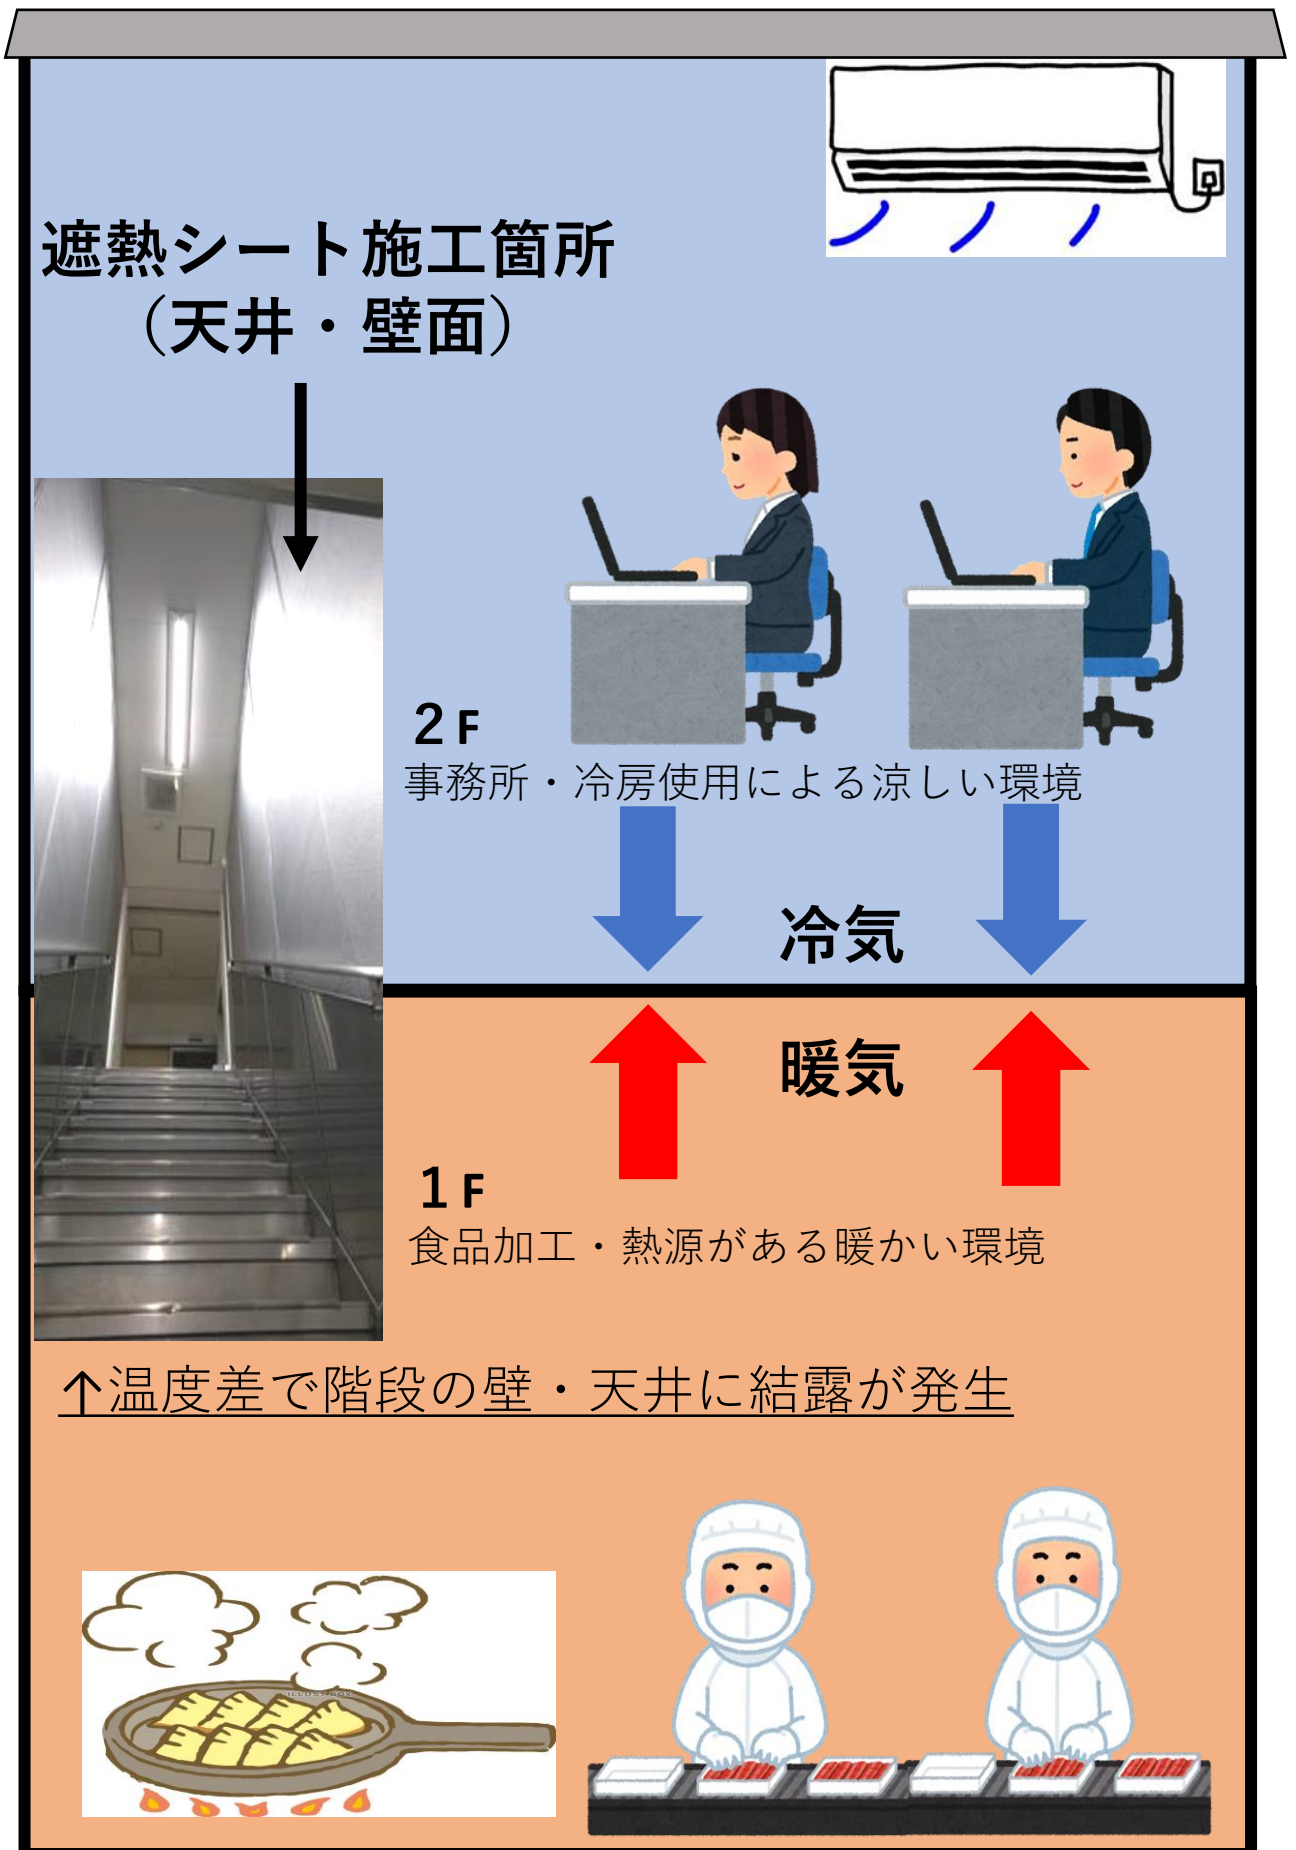 遮熱シート施工箇所
（天井・壁面）
２F
事務所・冷房使用による涼しい環境
冷気
暖気
１F
食品加工・熱源がある暖かい環境
↑温度差で階段の壁・天井に結露が発生
ILLUST BOX